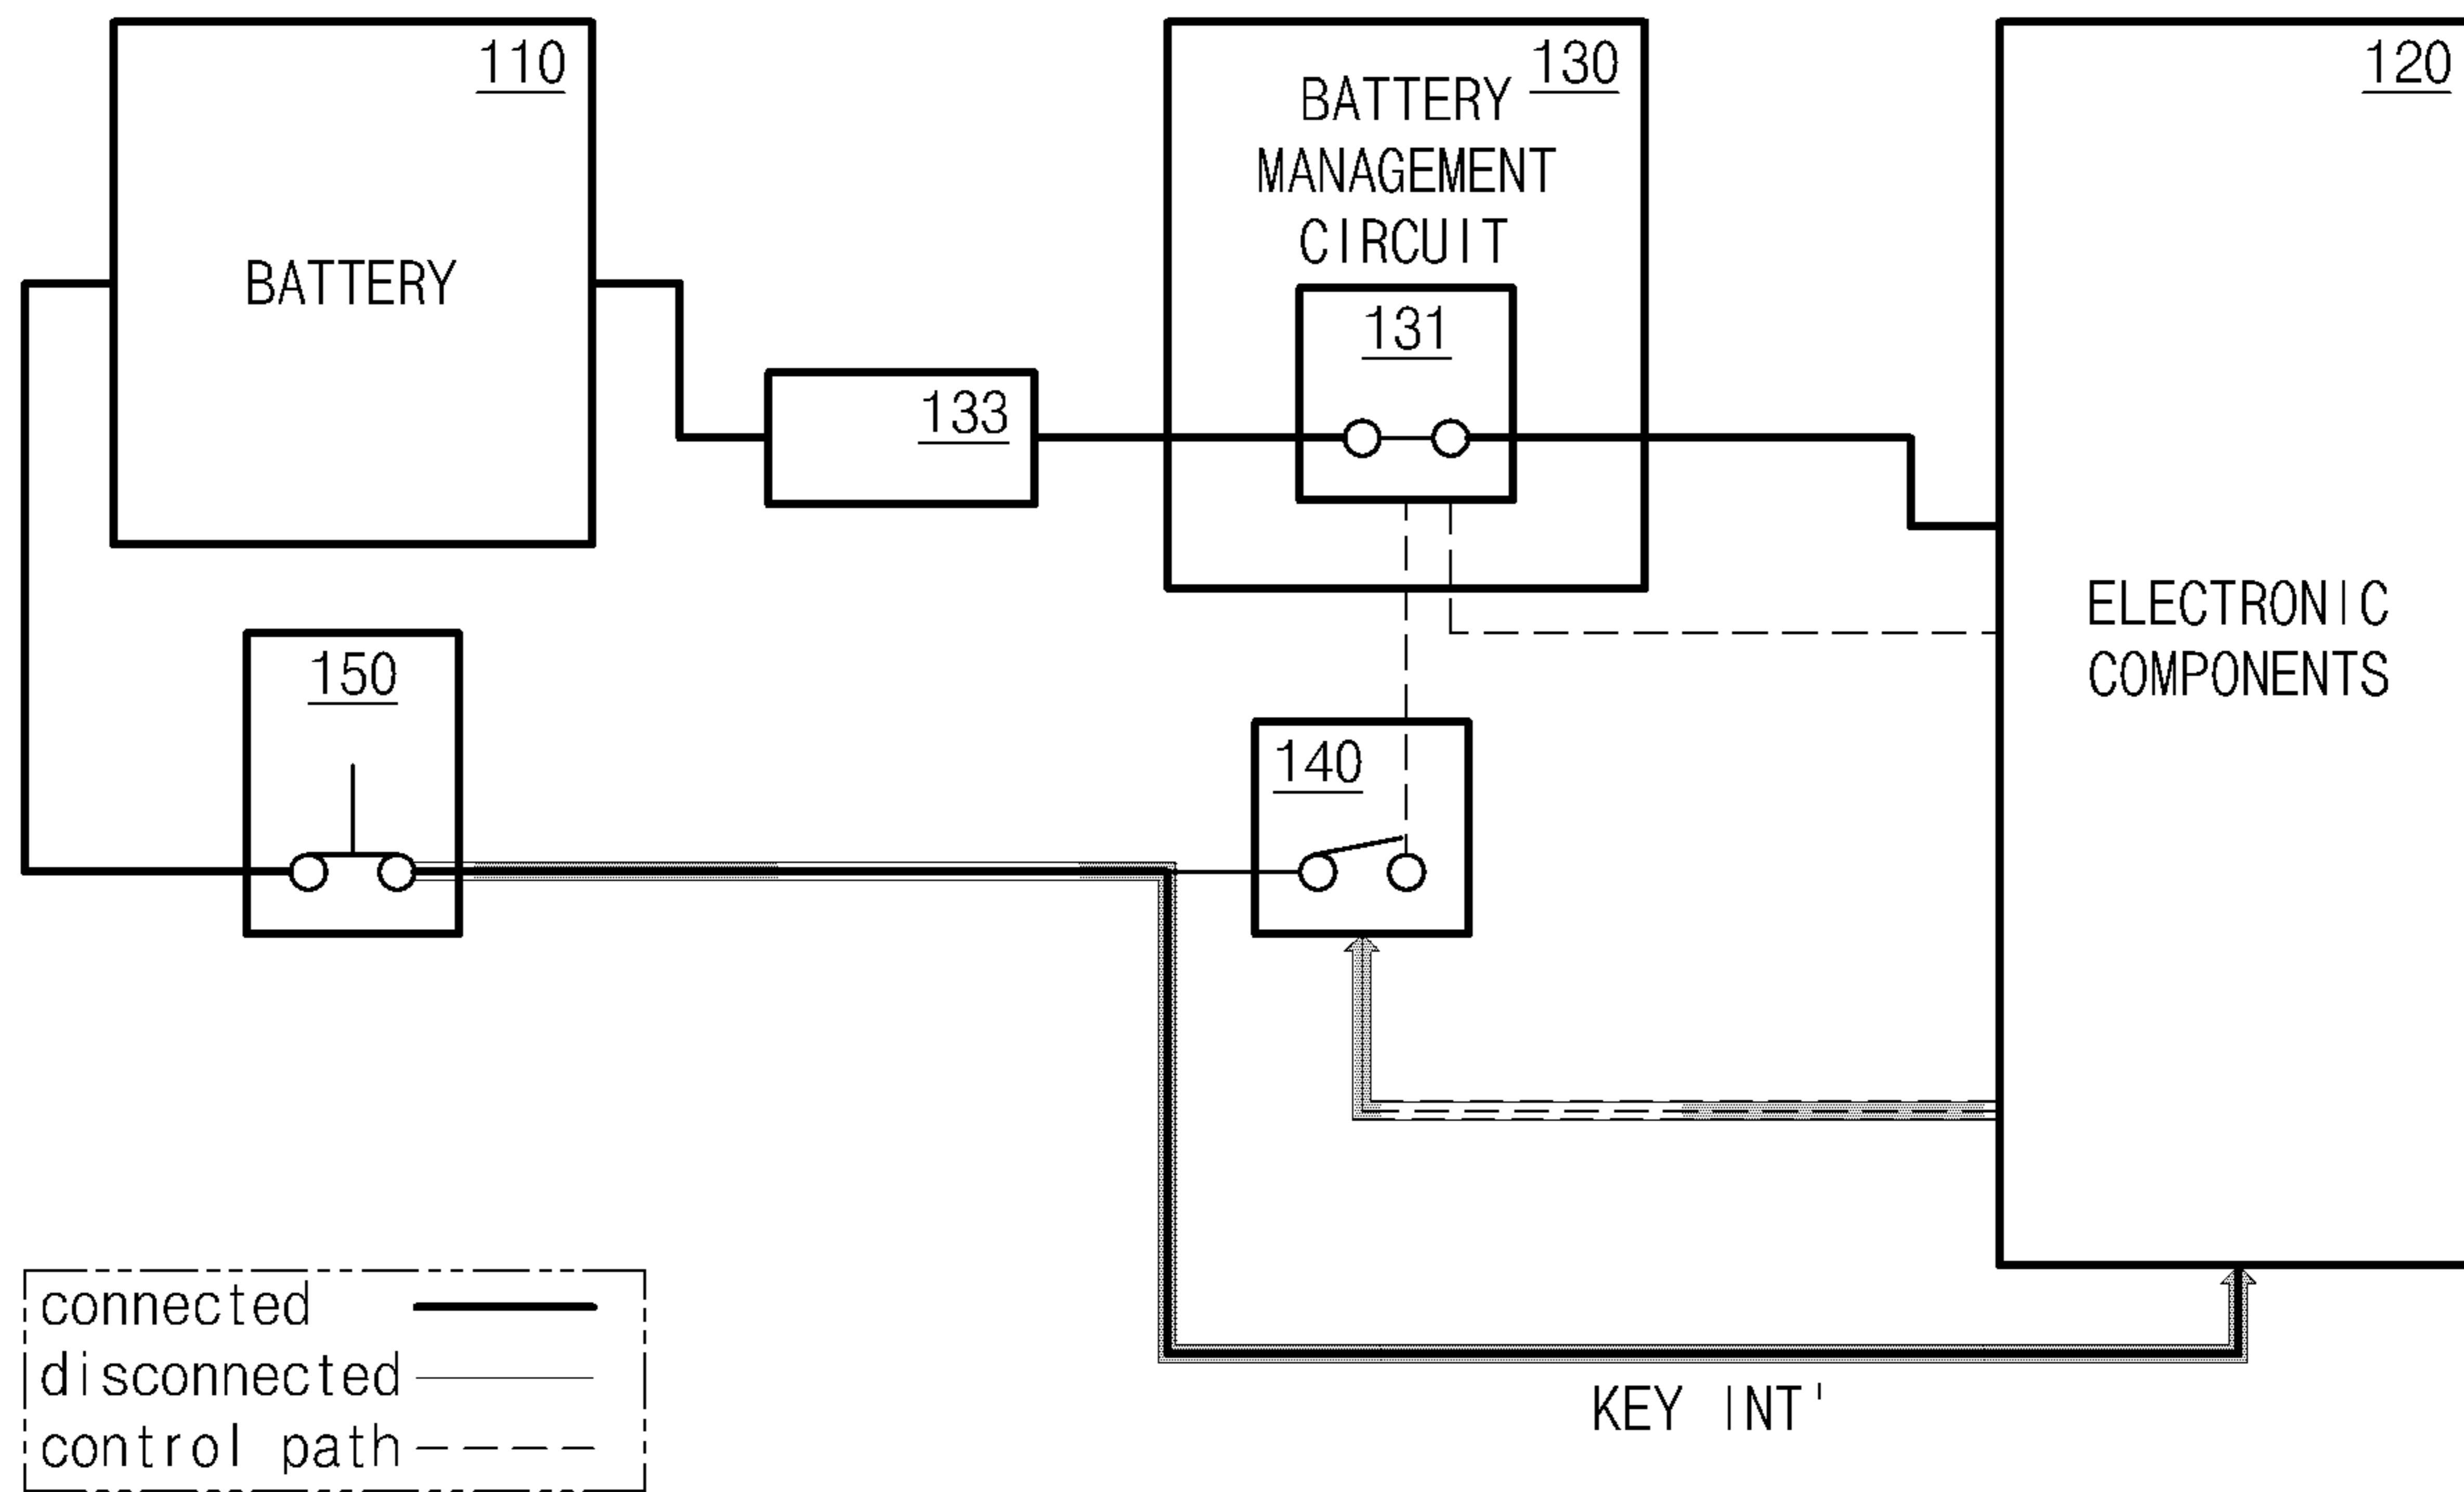 110
BATTERY
130
BATTERY
MANAGEMENT
CIRCUIT
131
133
120
ELECTRONIC
COMPONENTS
150
140
KEY INT'
connected
disconnected
control path